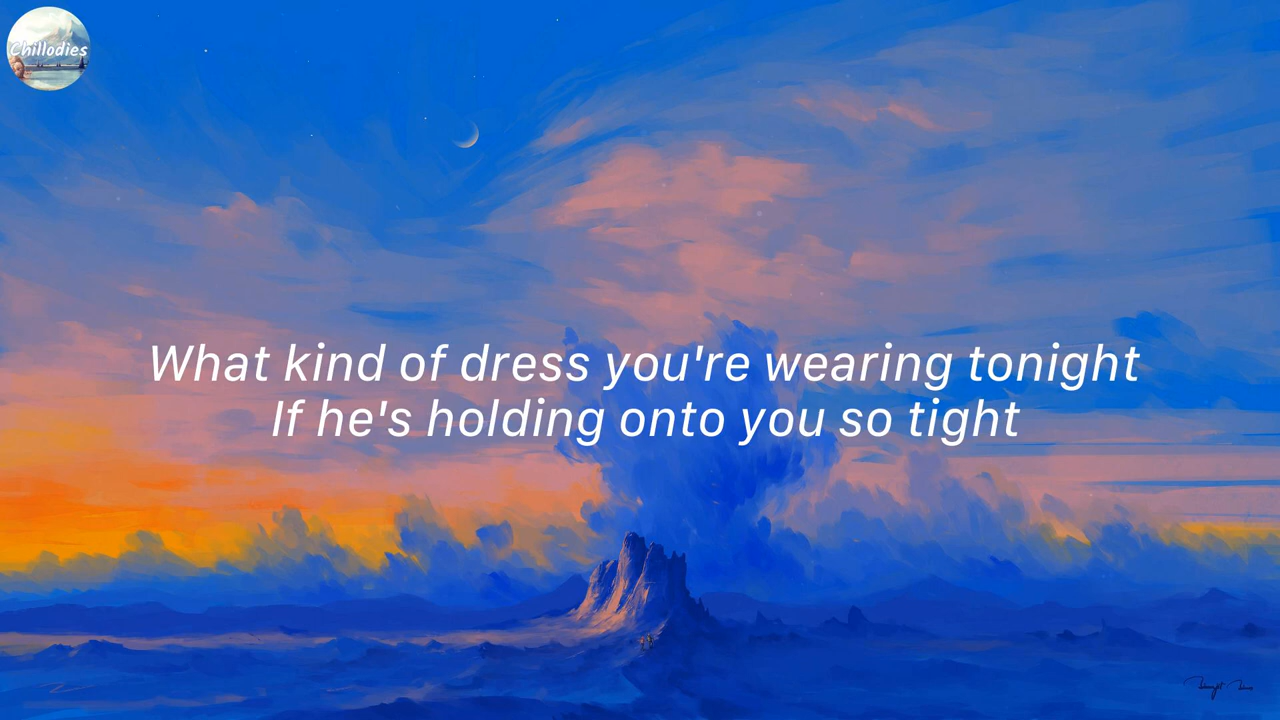 Chillodies
What kind of dress you're wearing tonight
If he's holding onto you so tight